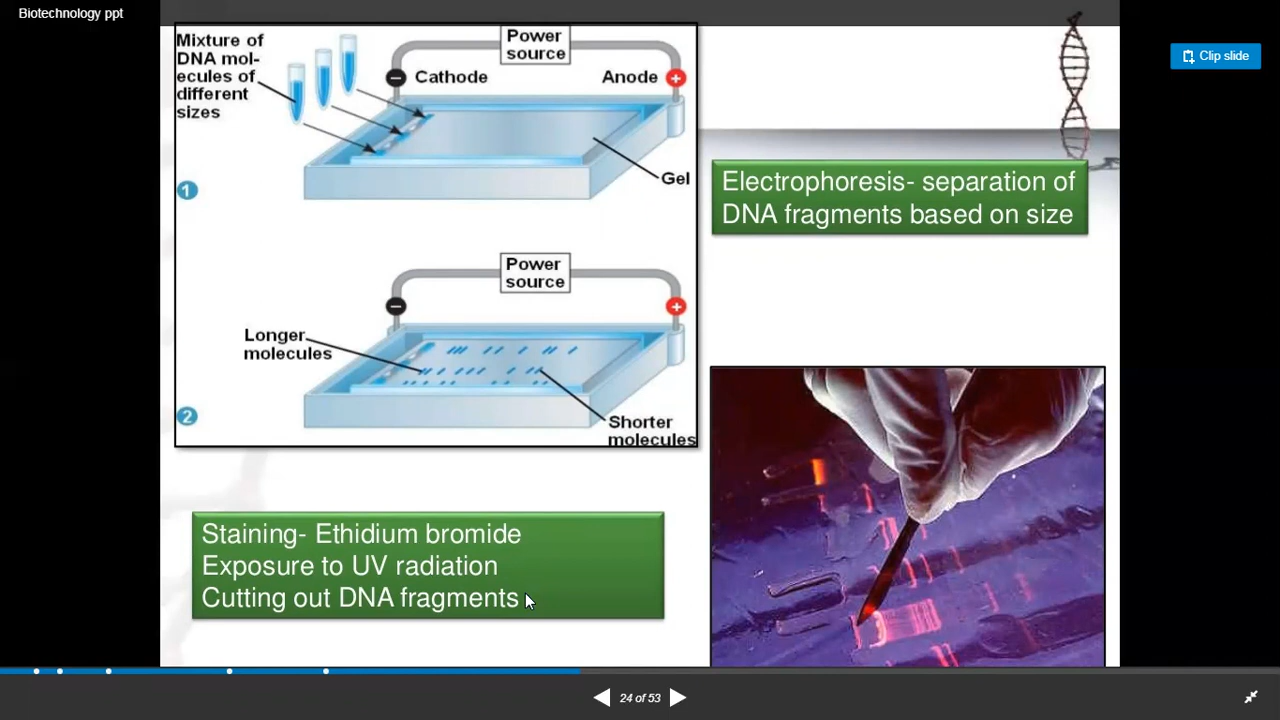 Biotechnology ppt
Clip slide
Mixture of
DNA mol-
ecules of
different
sizes
Power
source
Cathode
Anode
Gel
1
Power
source
Longer
molecules
Shorter
molecules
2
Electrophoresis- separation of
DNA fragments based on size
Staining- Ethidium bromide
Exposure to UV radiation
Cutting out DNA fragments
24 of 53